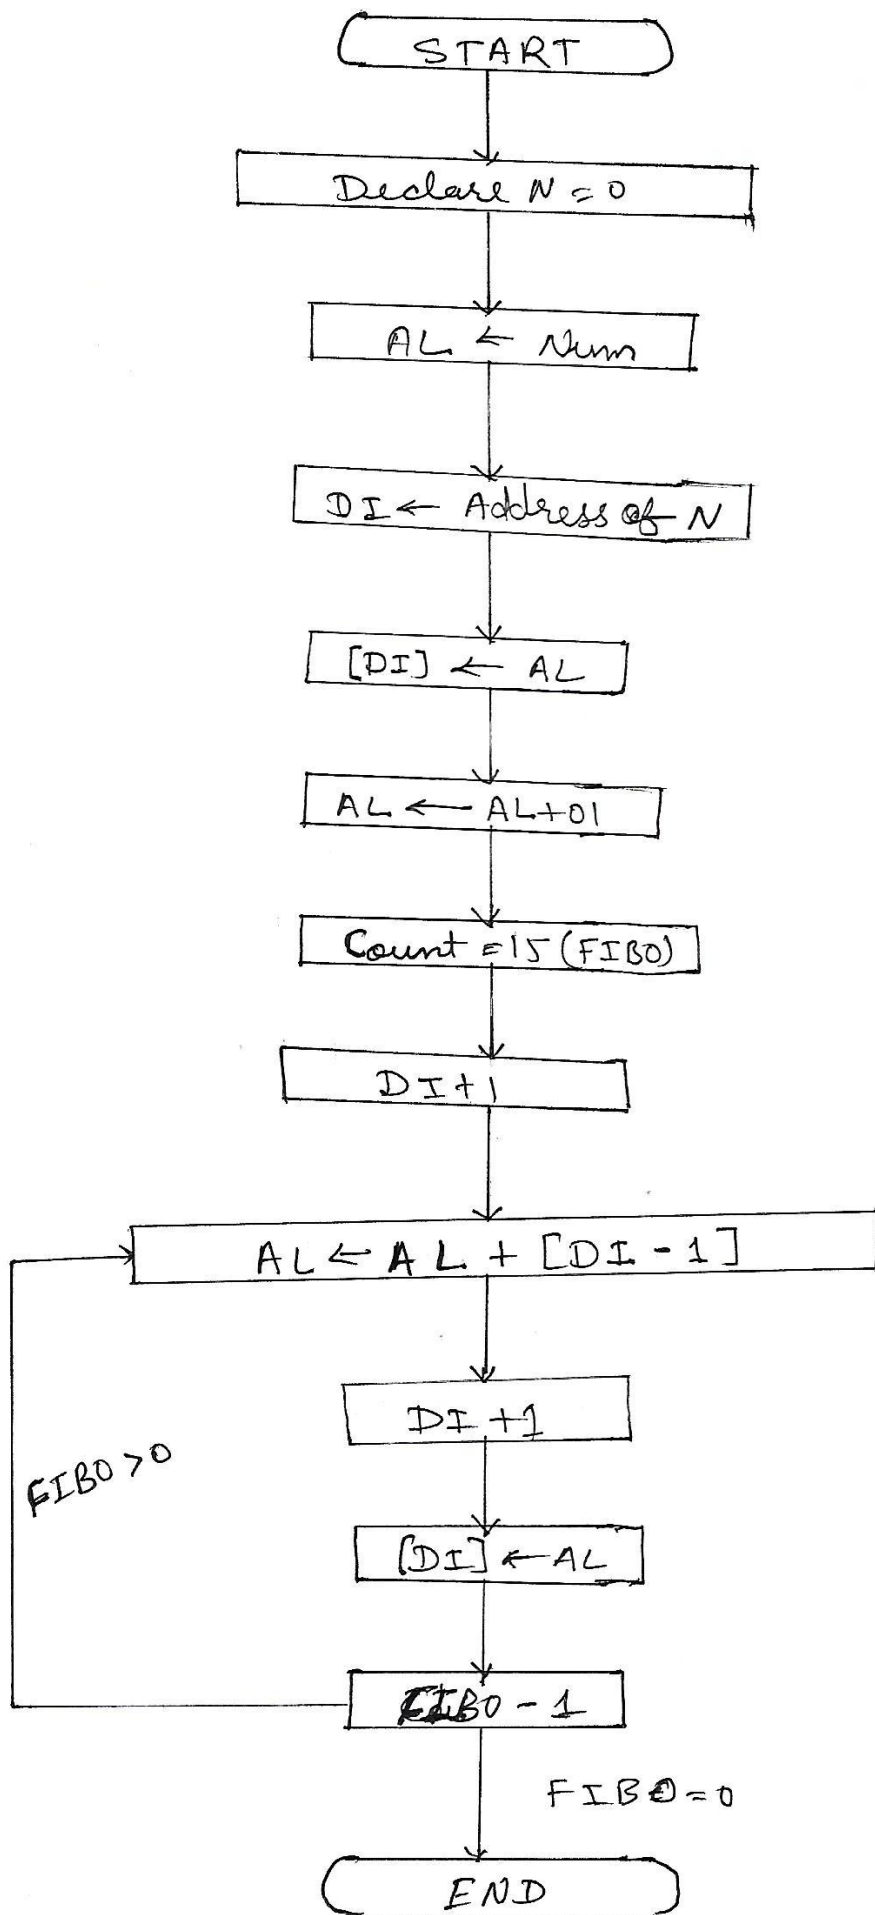 START
Declare N = 0
AL ← Num
DI ← Address of N
[DI] ← AL
AL ← AL+01
Count = 15 (FIBO)
DI+1
AL ← AL + [DI - 1]
DI +1
FIBO > 0
[DI] ← AL
FIBO - 1
FIBO = 0
END